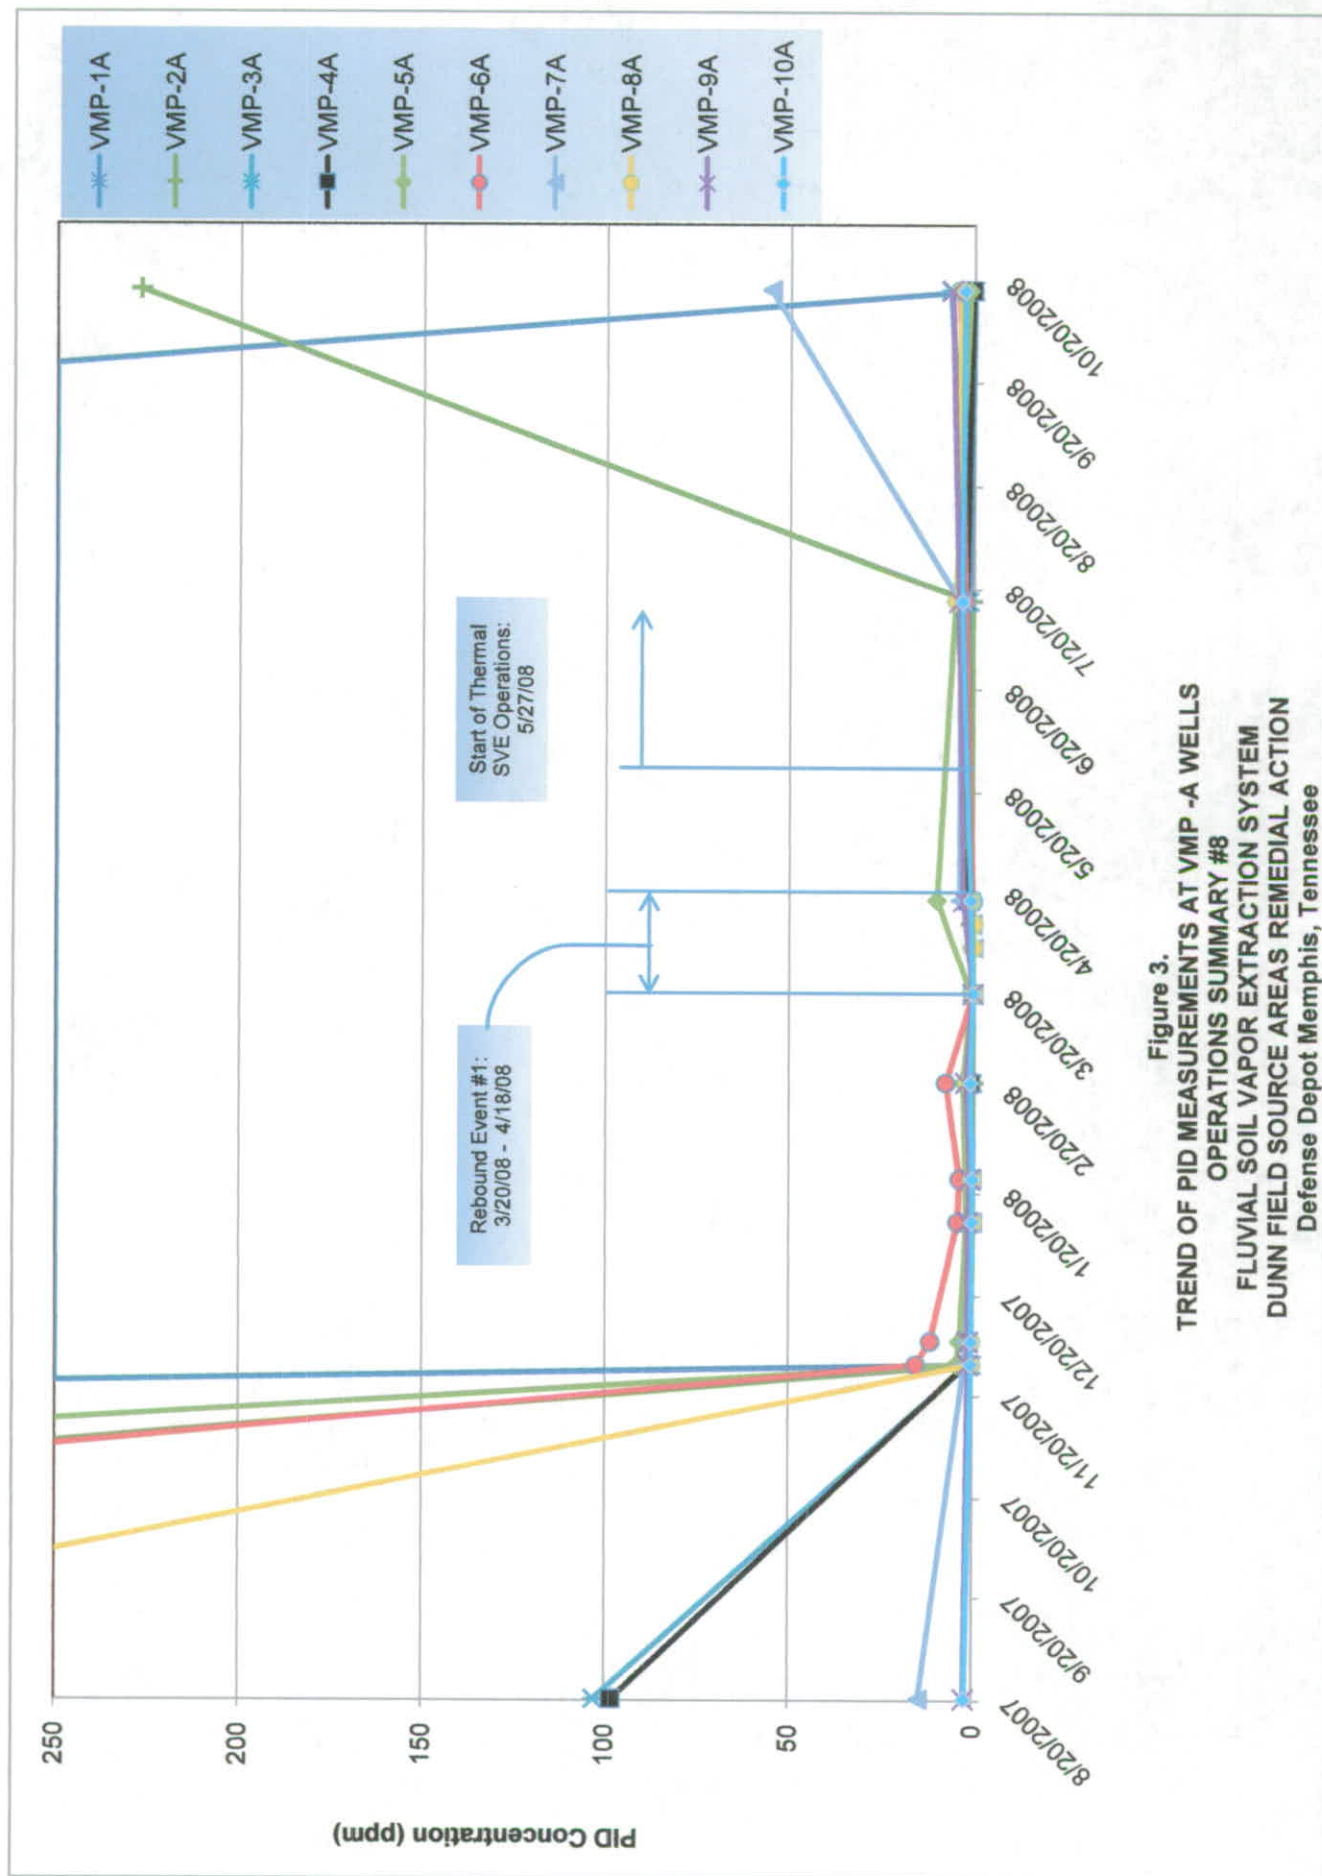 VMP-1A
VMP-2A
VMP-3A
VMP-4A
VMP-5A
VMP-6A
VMP-7A
VMP-8A
VMP-9A
VMP-10A
PID Concentration (ppm)
250
200
150
100
50
0
Rebound Event #1:
3/20/08 - 4/18/08
Start of Thermal
SVE Operations:
5/27/08
8/20/2007
9/20/2007
10/20/2007
11/20/2007
12/20/2007
1/20/2008
2/20/2008
3/20/2008
4/20/2008
5/20/2008
6/20/2008
7/20/2008
8/20/2008
9/20/2008
10/20/2008
Figure 3.
TREND OF PID MEASUREMENTS AT VMP -A WELLS
OPERATIONS SUMMARY #8
FLUVIAL SOIL VAPOR EXTRACTION SYSTEM
DUNN FIELD SOURCE AREAS REMEDIAL ACTION
Defense Depot Memphis, Tennessee